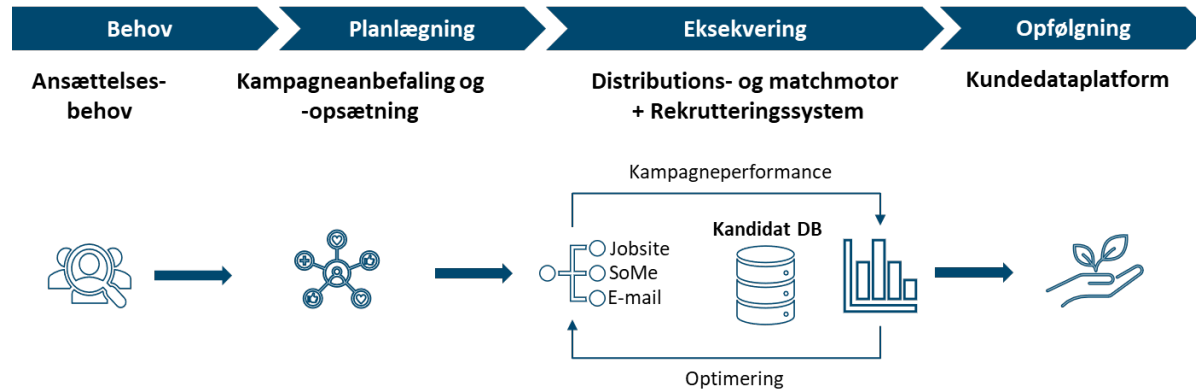 Behov
Planlægning
Eksekvering
Opfølgning
Ansættelses-
behov
Kampagneanbefaling og
-opsætning
Distributions- og matchmotor
+ Rekrutteringssystem
Kundedataplatform
Kampagneperformance
Kandidat DB
Jobsite
SoMe
E-mail
Optimering